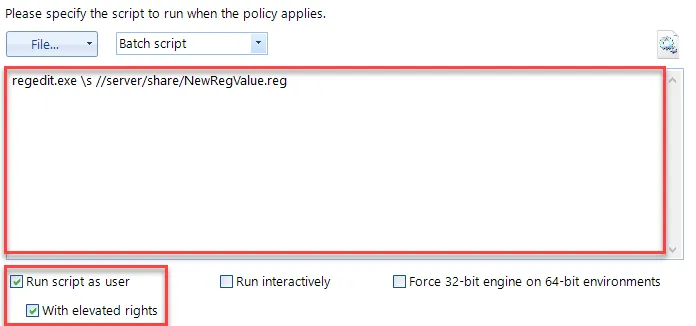 Please specify the script to run when the policy applies.
File... Batch script
regedit.exe \s //server/share/NewRegValue.reg
Run script as user Run interactively Force 32-bit engine on 64-bit environments
With elevated rights